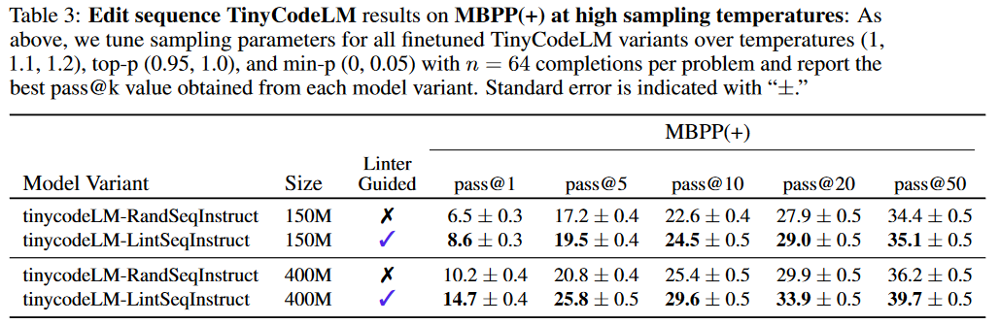 Table 3: Edit sequence TinyCodeLM results on MBPP(+) at high sampling temperatures: As
above, we tune sampling parameters for all finetuned TinyCodeLM variants over temperatures (1,
1.1, 1.2), top-p (0.95, 1.0), and min-p (0, 0.05) with n = 64 completions per problem and report the
best pass@k value obtained from each model variant. Standard error is indicated with “±.”
MBPP(+)
Model Variant Size Linter Guided pass@1 pass@5 pass@10 pass@20 pass@50
tinycodeLM-RandSeqInstruct 150M ✗ 6.5 ± 0.3 17.2 ± 0.4 22.6 ± 0.4 27.9 ± 0.5 34.4 ± 0.5
tinycodeLM-LintSeqInstruct 150M ✓ 8.6 ± 0.3 19.5 ± 0.4 24.5 ± 0.5 29.0 ± 0.5 35.1 ± 0.5
tinycodeLM-RandSeqInstruct 400M ✗ 10.2 ± 0.4 20.8 ± 0.4 25.4 ± 0.5 29.9 ± 0.5 36.2 ± 0.5
tinycodeLM-LintSeqInstruct 400M ✓ 14.7 ± 0.4 25.8 ± 0.5 29.6 ± 0.5 33.9 ± 0.5 39.7 ± 0.5